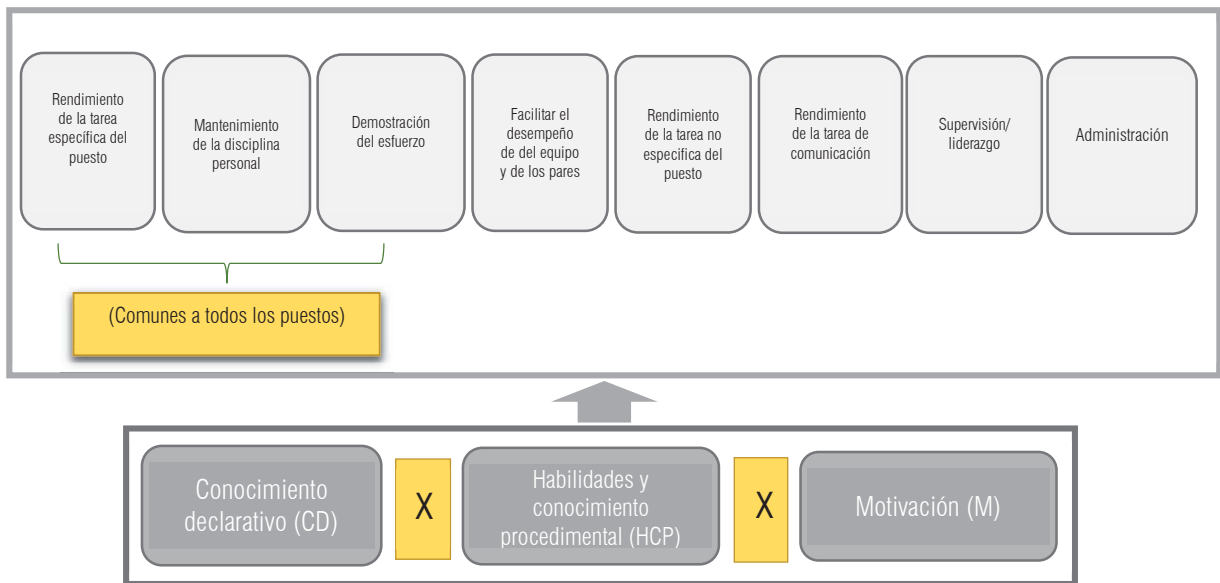 Rendimiento
de la tarea
específica del
puesto
Mantenimiento
de la disciplina
personal
Demostración
del esfuerzo
Facilitar el
desempeño
de del equipo
y de los pares
Rendimiento
de la tarea no
especifica del
puesto
Rendimiento
de la tarea de
comunicación
Supervisión/
liderazgo
Administración
(Comunes a todos los puestos)
Conocimiento
declarativo (CD)
X
Habilidades y
conocimiento
procedimental (HCP)
X
Motivación (M)